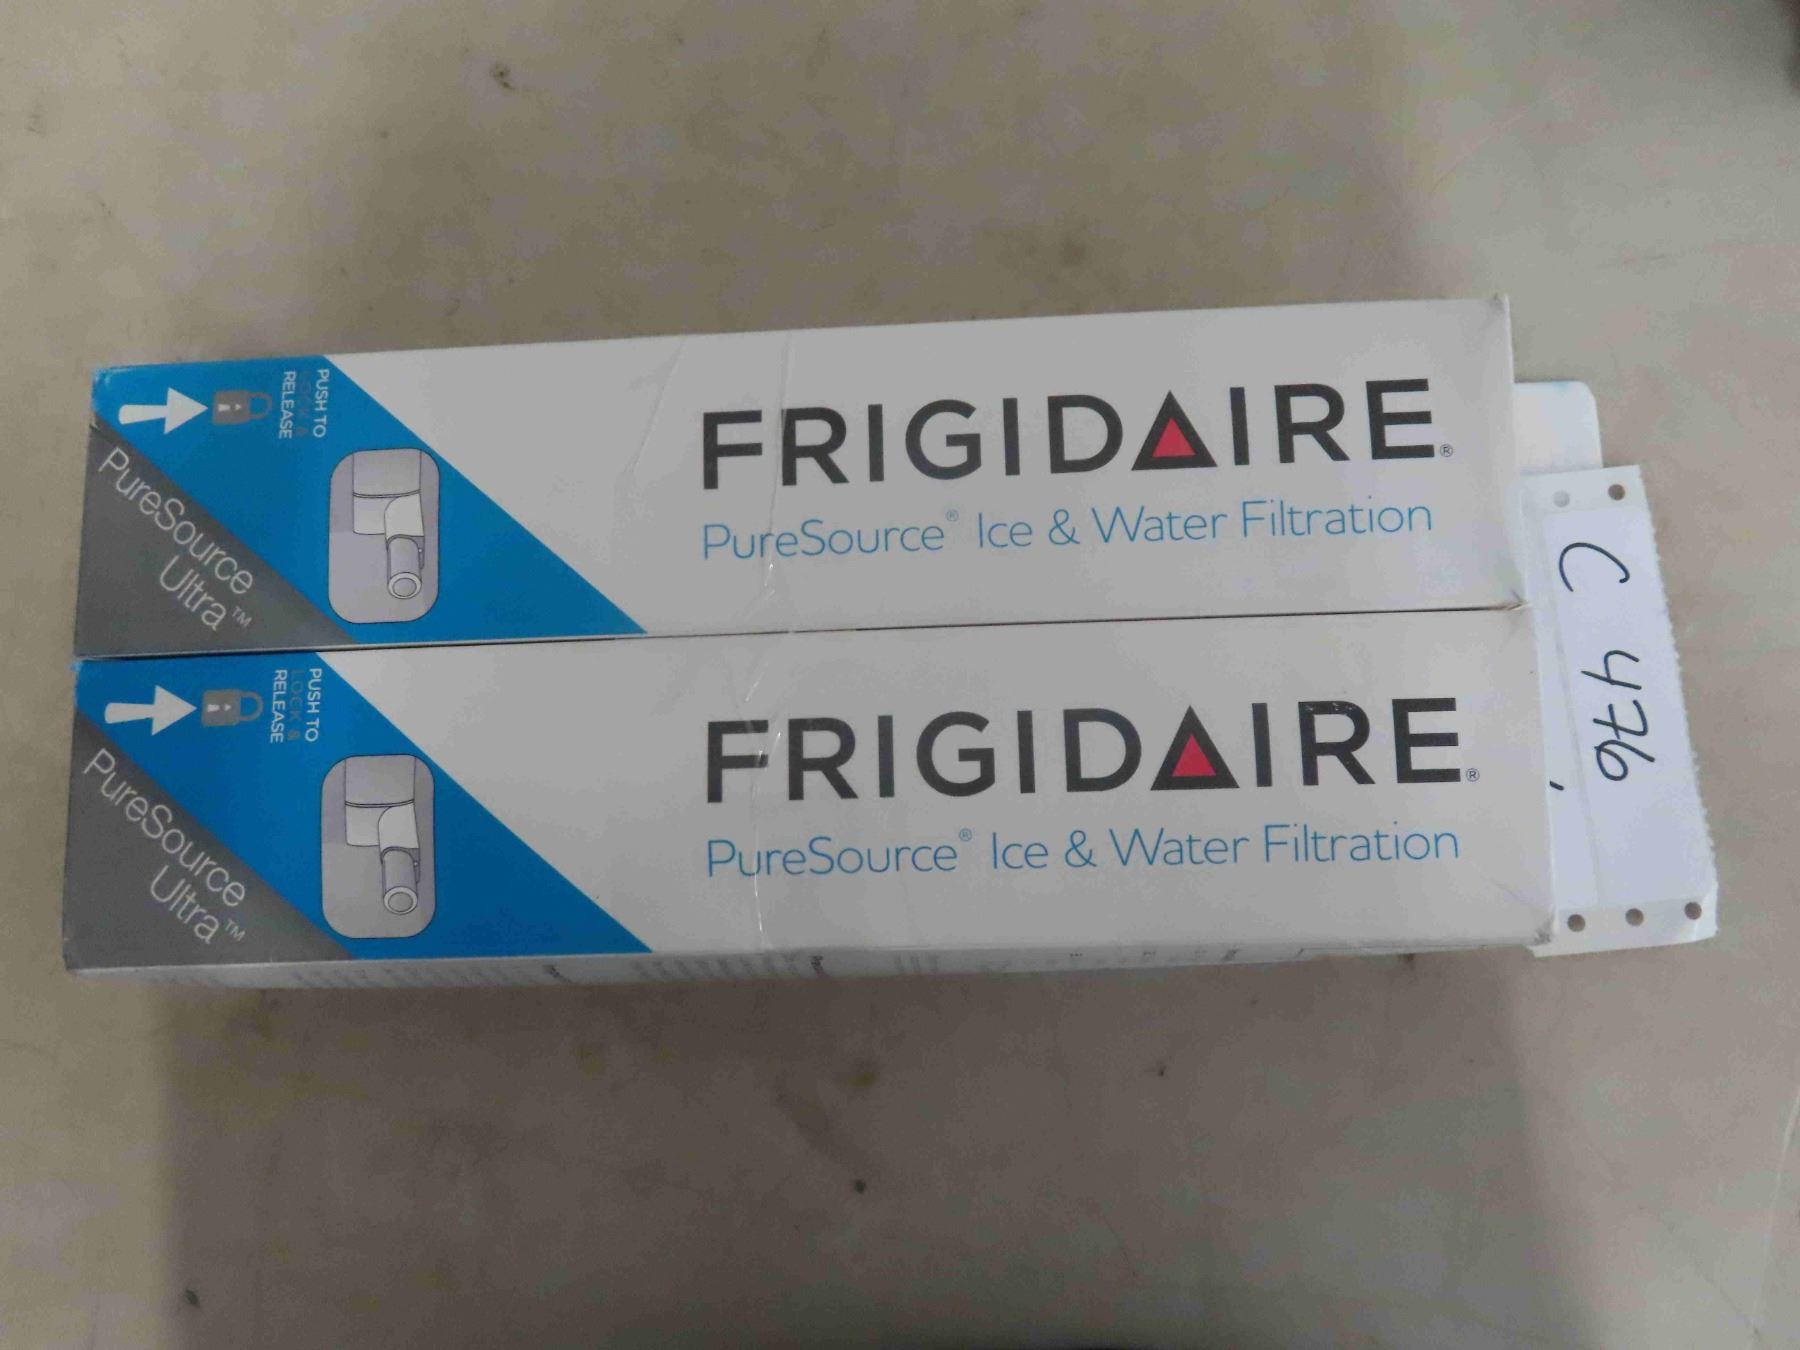 PUSH TO
LOCK &
RELEASE
PureSource
Ultra™
FRIGIDAIRE®
PureSource® Ice & Water Filtration
PUSH TO
LOCK &
RELEASE
PureSource
Ultra™
FRIGIDAIRE®
PureSource® Ice & Water Filtration
C 476